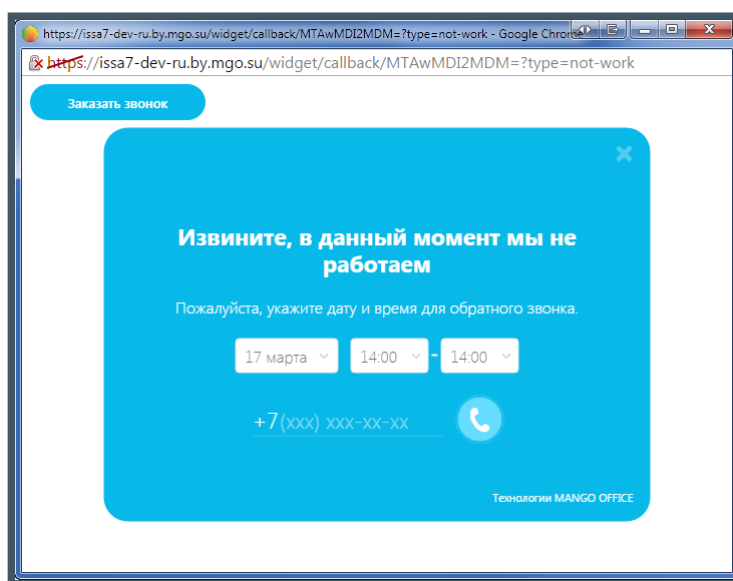 https://issa7-dev-ru.by.mgo.su/widget/callback/MTAwMDI2MDM=?type=not-work - Google Chrome
https://issa7-dev-ru.by.mgo.su/widget/callback/MTAwMDI2MDM=?type=not-work
Заказать звонок
Извините, в данный момент мы не
работаем
Пожалуйста, укажите дату и время для обратного звонка.
17 марта 14:00 - 14:00
+7(xxx) xxx-xx-xx
Технологии MANGO OFFICE